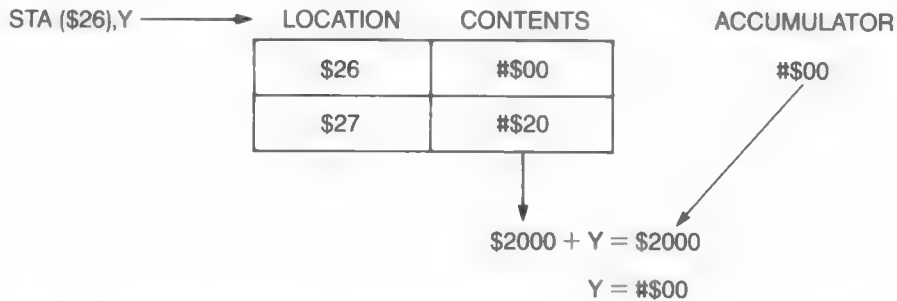 STA ($26),Y LOCATION CONTENTS ACCUMULATOR
$26 #$00 #$00
$27 #$20
$2000 + Y = $2000
Y = #$00